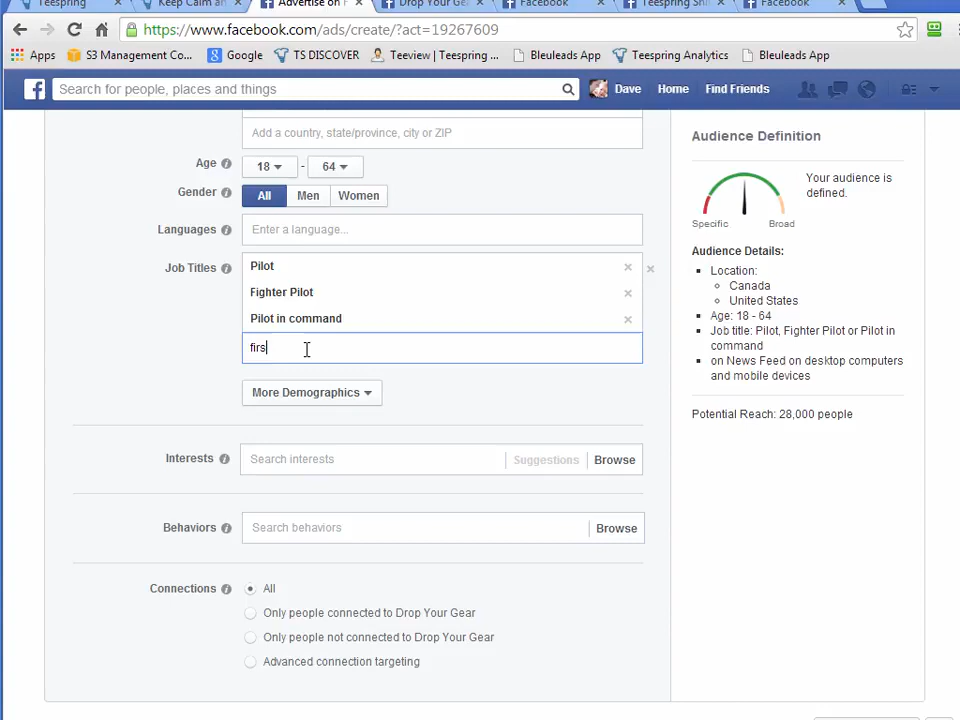 Teespring
Keep Calm an
Advertise on F
Drop Your Gea
Facebook
Teespring Shi
Facebook
https://www.facebook.com/ads/create/?act=19267609
Apps
S3 Management Co...
Google
TS DISCOVER
Teeview | Teespring ...
Blueleads App
Teespring Analytics
Bleuleads App
Search for people, places and things
Dave
Home
Find Friends
Add a country, state/province, city or ZIP
Age
18
-
64
Gender
All
Men
Women
Languages
Enter a language...
Job Titles
Pilot
Fighter Pilot
Pilot in command
firs
More Demographics
Interests
Search interests
Suggestions
Browse
Behaviors
Search behaviors
Browse
Connections
All
Only people connected to Drop Your Gear
Only people not connected to Drop Your Gear
Advanced connection targeting
Audience Definition
Your audience is
defined.
Specific
Broad
Audience Details:
Location:
Canada
United States
Age: 18 - 64
Job title: Pilot, Fighter Pilot or Pilot in
command
on News Feed on desktop computers
and mobile devices
Potential Reach: 28,000 people